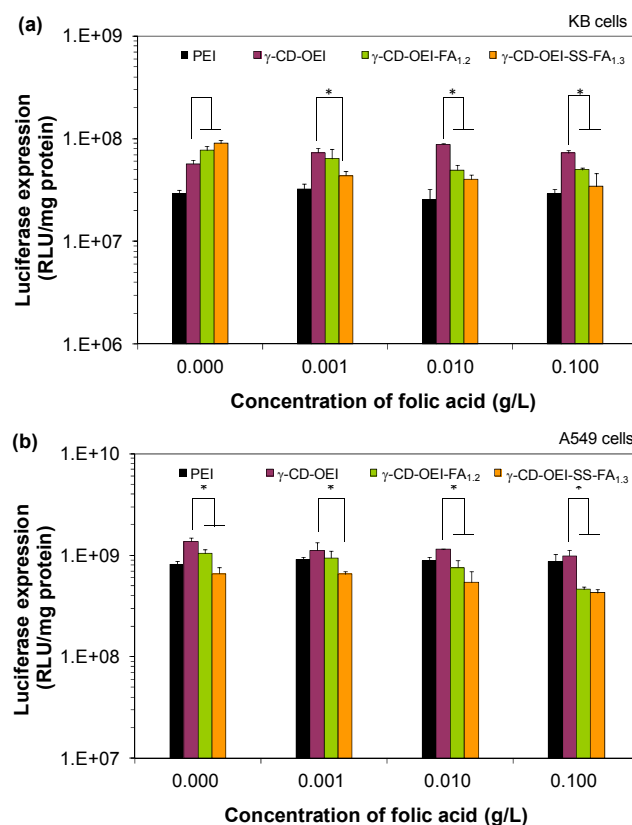 (a)
KB cells
1.E+09
PEI γ-CD-OEI γ-CD-OEI-FA1.2 γ-CD-OEI-SS-FA1.3
* * *
1.E+08
1.E+07
1.E+06
Luciferase expression
(RLU/mg protein)
0.000 0.001 0.010 0.100
Concentration of folic acid (g/L)
(b)
A549 cells
1.E+10
PEI γ-CD-OEI γ-CD-OEI-FA1.2 γ-CD-OEI-SS-FA1.3
* * * *
1.E+09
1.E+08
1.E+07
Luciferase expression
(RLU/mg protein)
0.000 0.001 0.010 0.100
Concentration of folic acid (g/L)